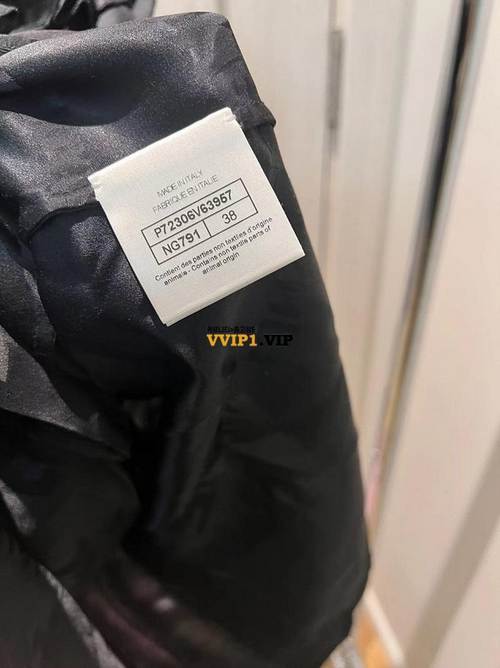 MADE IN ITALY
FABRIQUE EN ITALIE
P72306V63957
NG791 38
Contient des parties non textiles d'origine
animale - Contains non textile parts of
animal origin
VVIP1.VIP